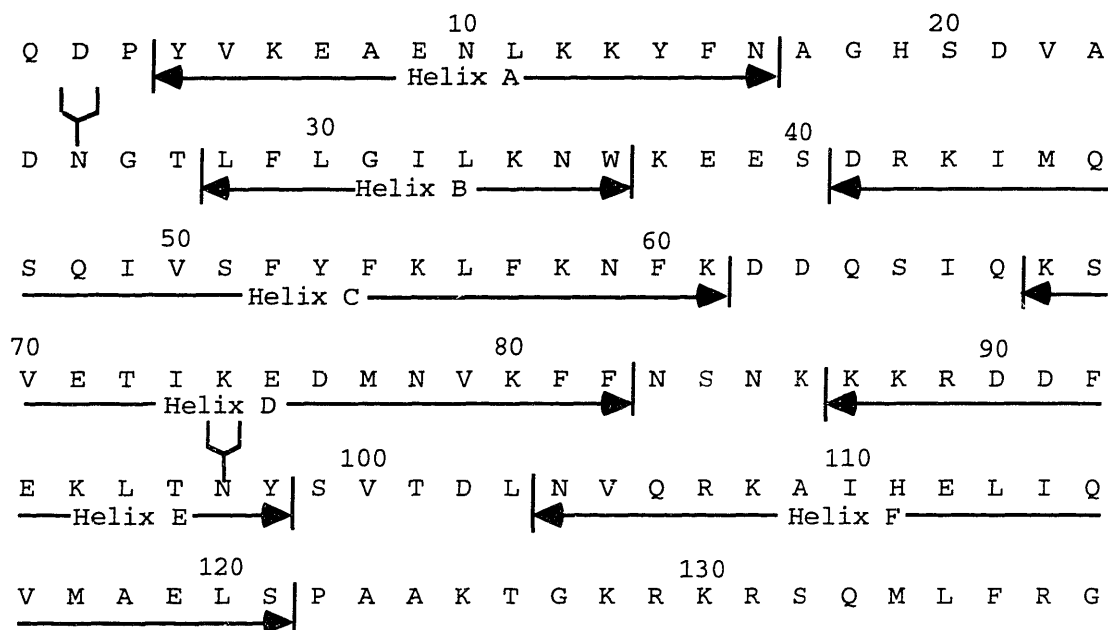 10 20
Q D P Y V K E A E N L K K Y F N A G H S D V A
Helix A
30 40
D N G T L F L G I L K N W K E E S D R K I M Q
Helix B
50 60
S Q I V S F Y F K L F K N F K D D Q S I Q K S
Helix C
70 80 90
V E T I K E D M N V K F F N S N K K K R D D F
Helix D
100 110
E K L T N Y S V T D L N V Q R K A I H E L I Q
Helix E Helix F
120 130
V M A E L S P A A K T G K R K R S Q M L F R G